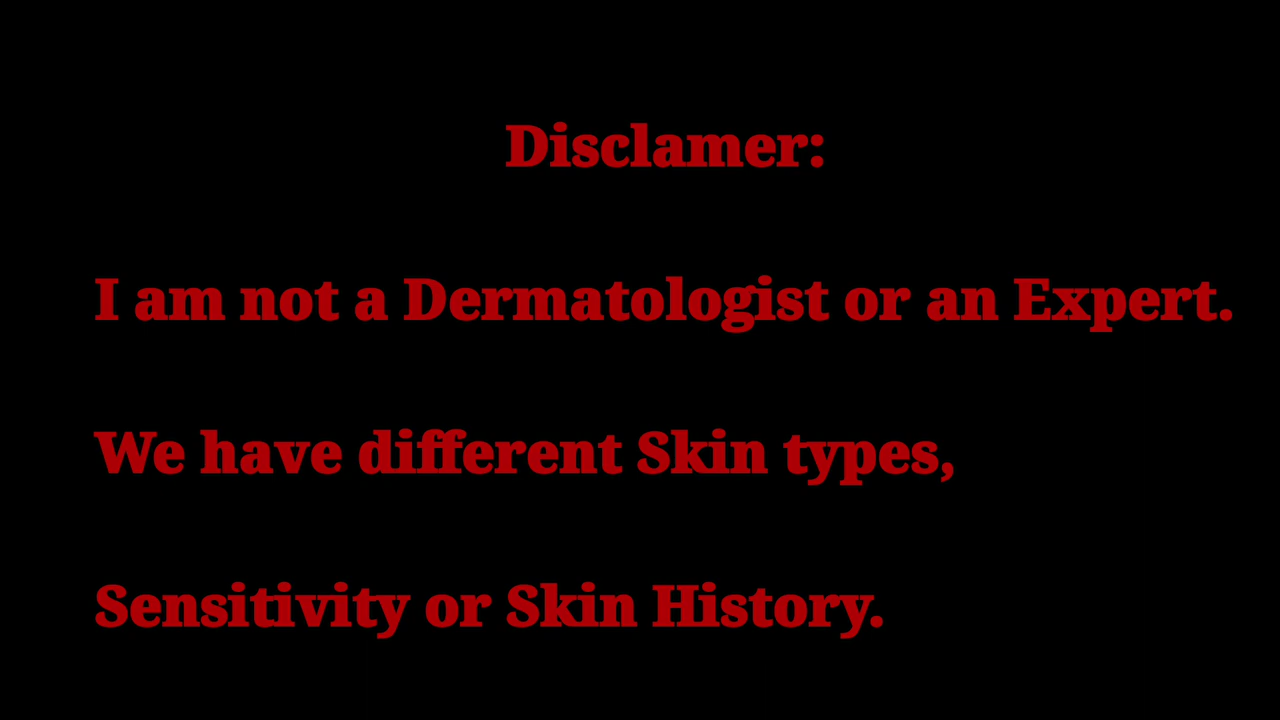 Disclamer:
I am not a Dermatologist or an Expert.
We have different Skin types,
Sensitivity or Skin History.